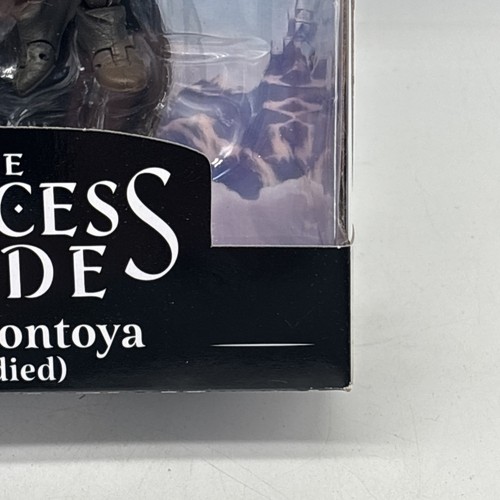 E
CESS
DE
ontoya
died)